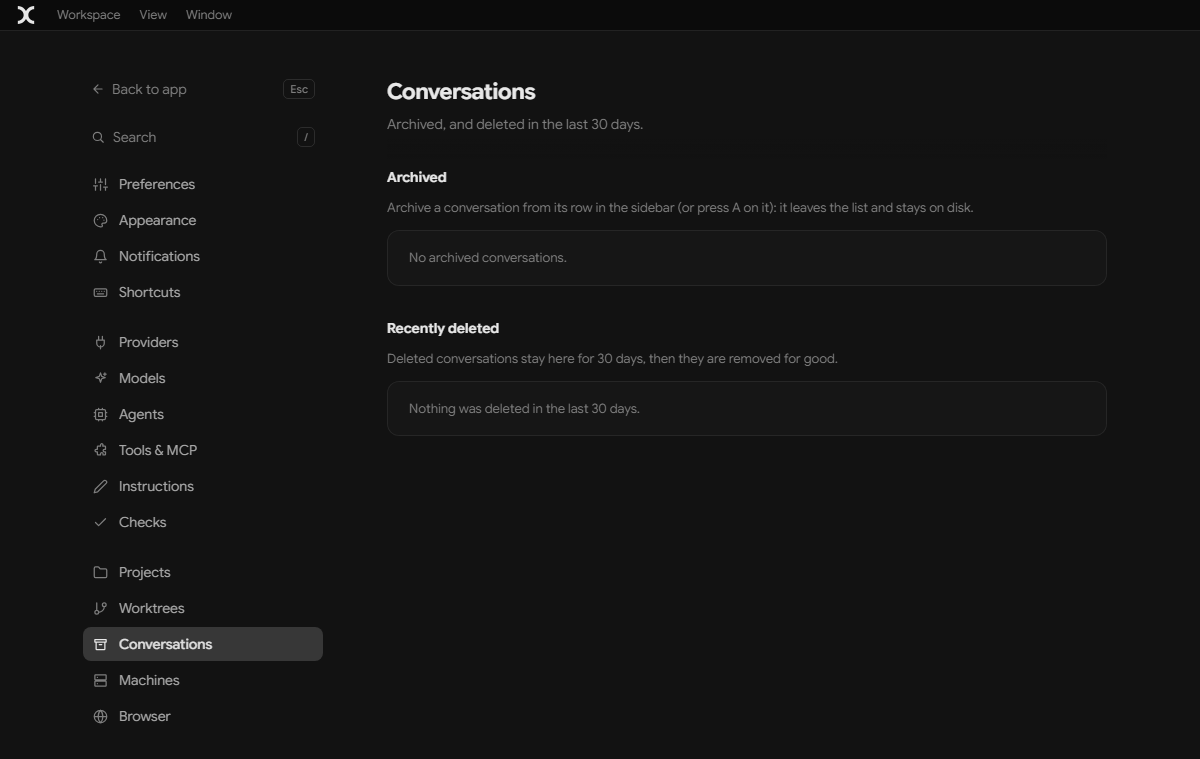 Workspace View Window
Back to app Esc
Search /
Preferences
Appearance
Notifications
Shortcuts
Providers
Models
Agents
Tools & MCP
Instructions
Checks
Projects
Worktrees
Conversations
Machines
Browser
Conversations
Archived, and deleted in the last 30 days.
Archived
Archive a conversation from its row in the sidebar (or press A on it): it leaves the list and stays on disk.
No archived conversations.
Recently deleted
Deleted conversations stay here for 30 days, then they are removed for good.
Nothing was deleted in the last 30 days.